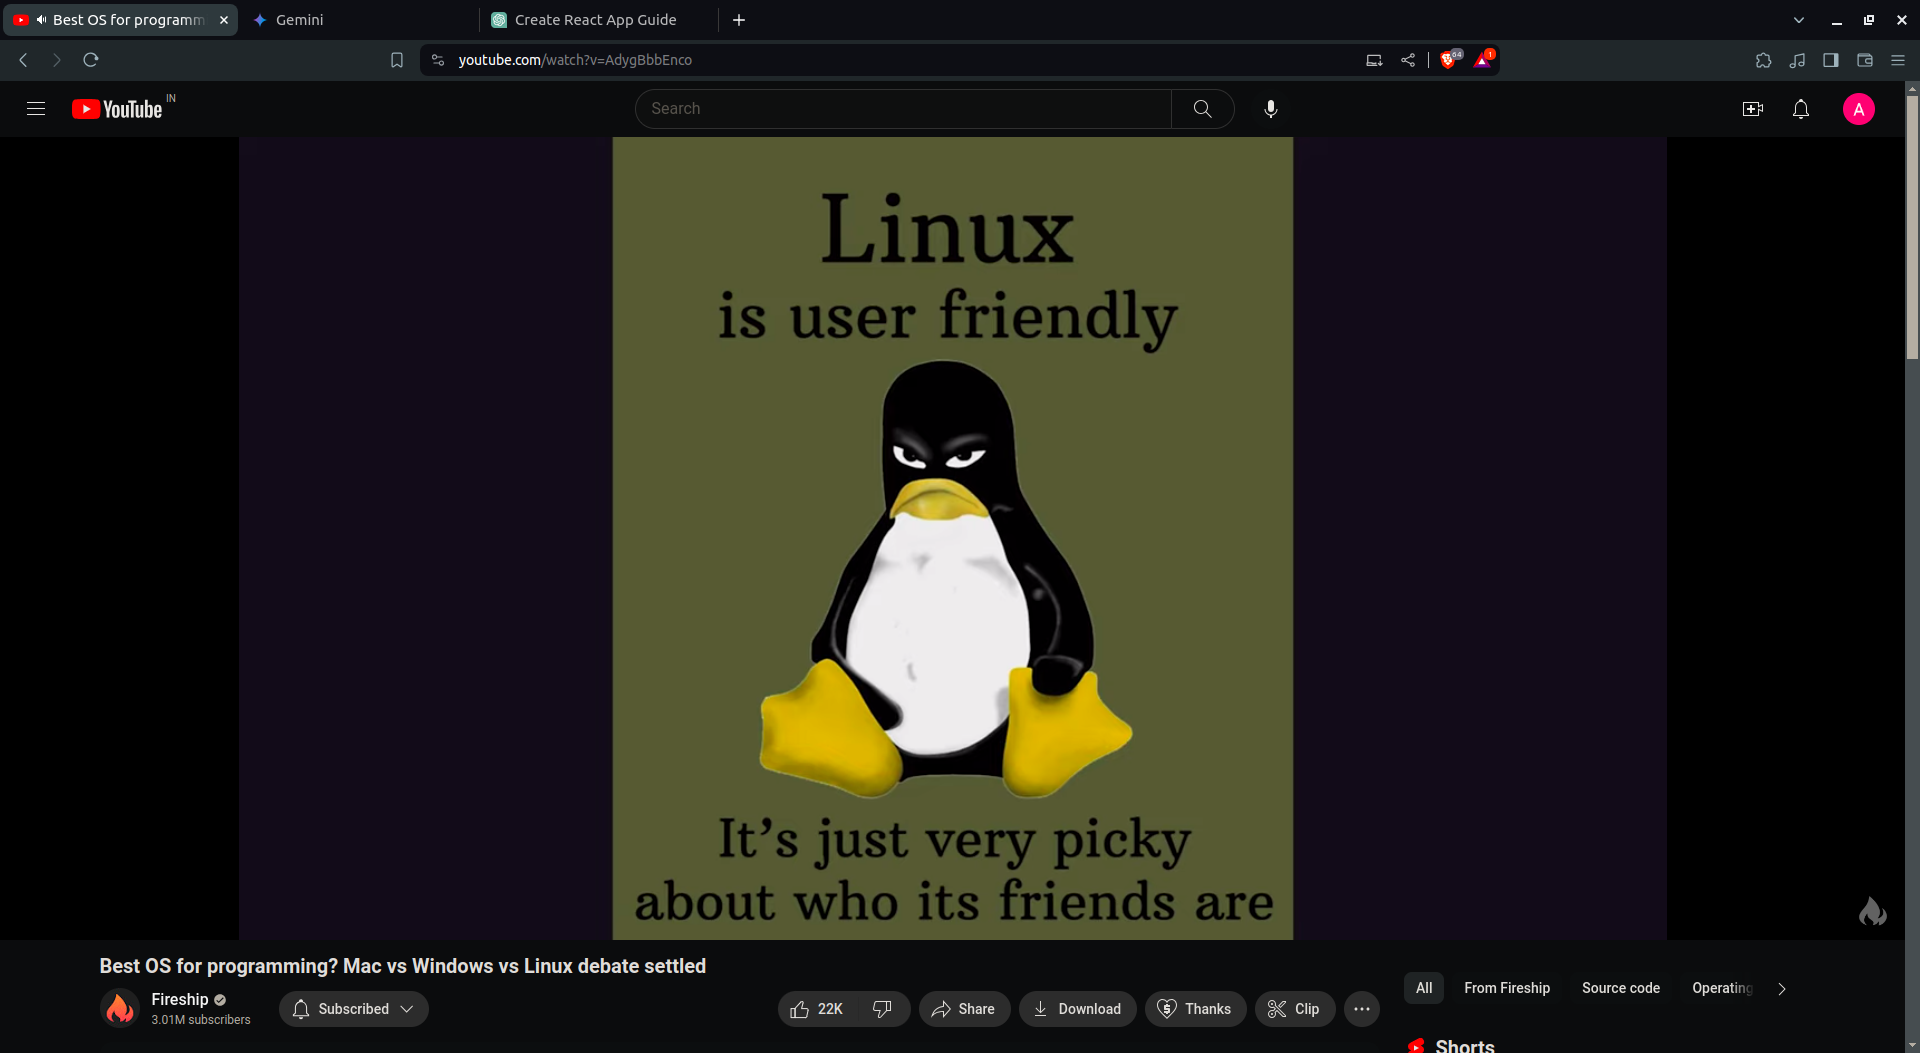 Best OS for programm
Gemini
Create React App Guide
youtube.com/watch?v=AdygBbbEnco
64
1
YouTube IN
Search
A
Linux
is user friendly
It's just very picky
about who its friends are
Best OS for programming? Mac vs Windows vs Linux debate settled
Fireship
3.01M subscribers
Subscribed
22K
Share
Download
Thanks
Clip
All
From Fireship
Source code
Operating
Shorts